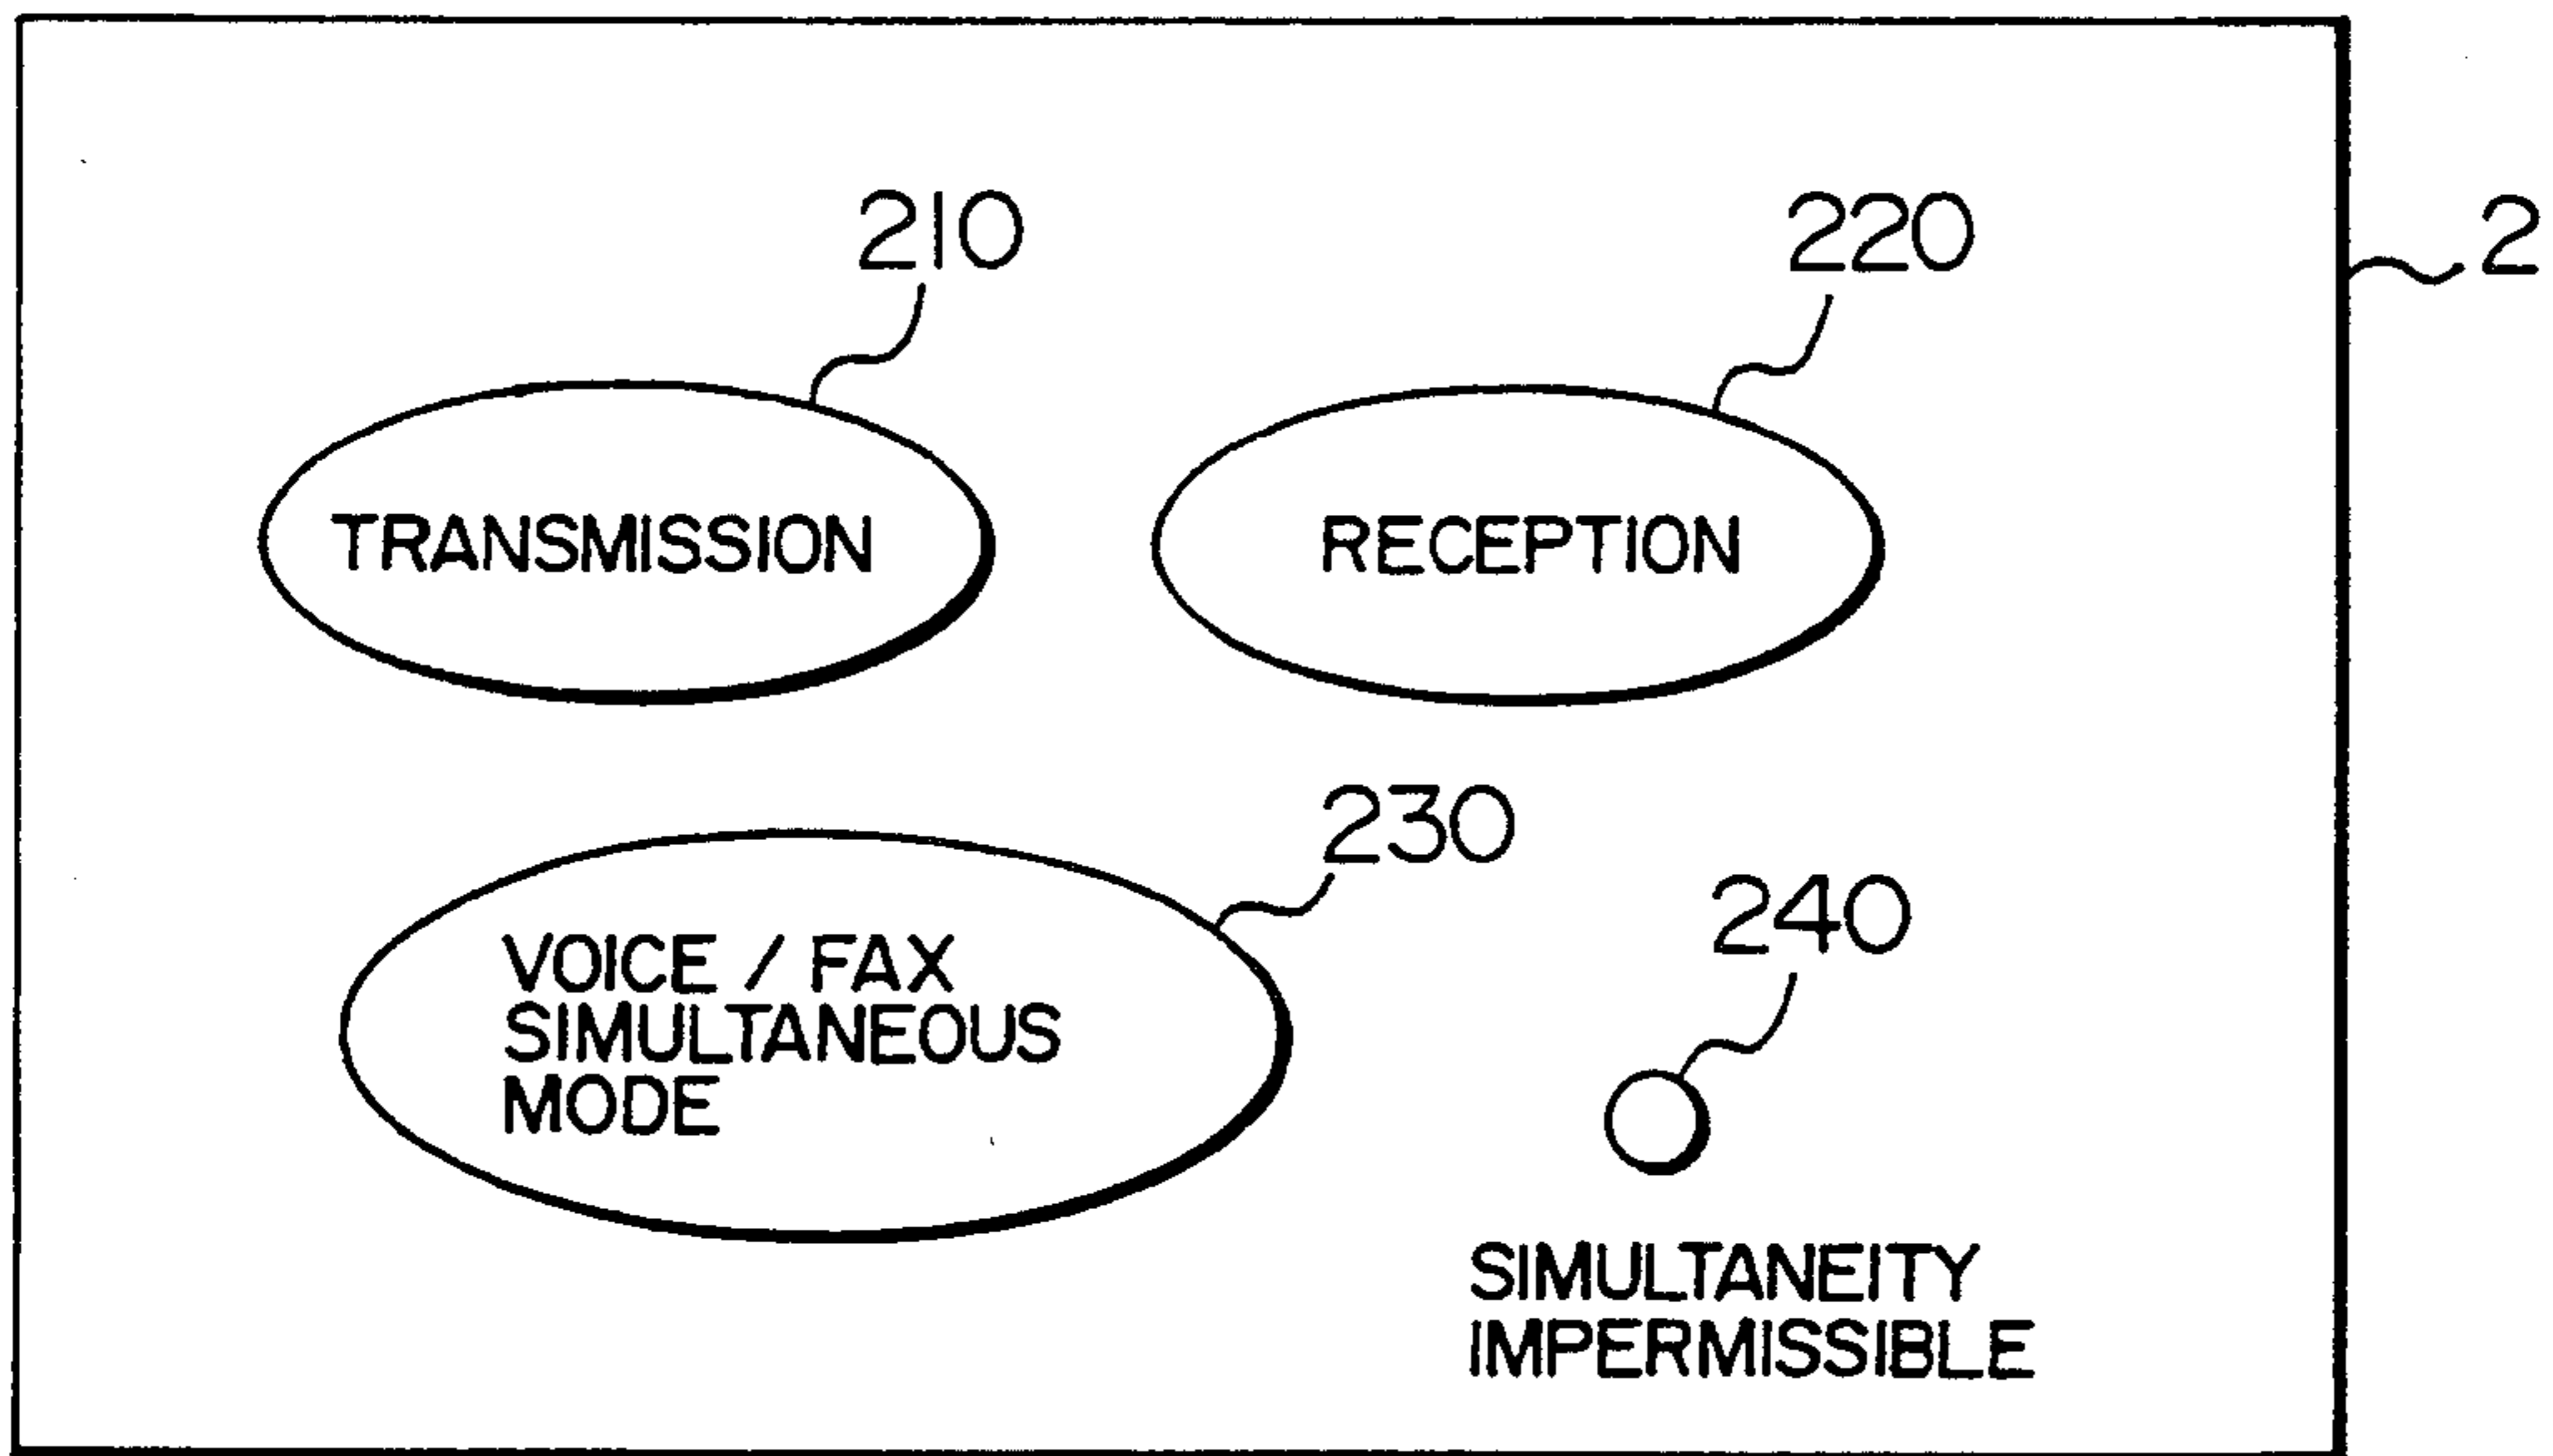 210
220
2
TRANSMISSION
RECEPTION
230
240
VOICE / FAX
SIMULTANEOUS
MODE
SIMULTANEITY
IMPERMISSIBLE